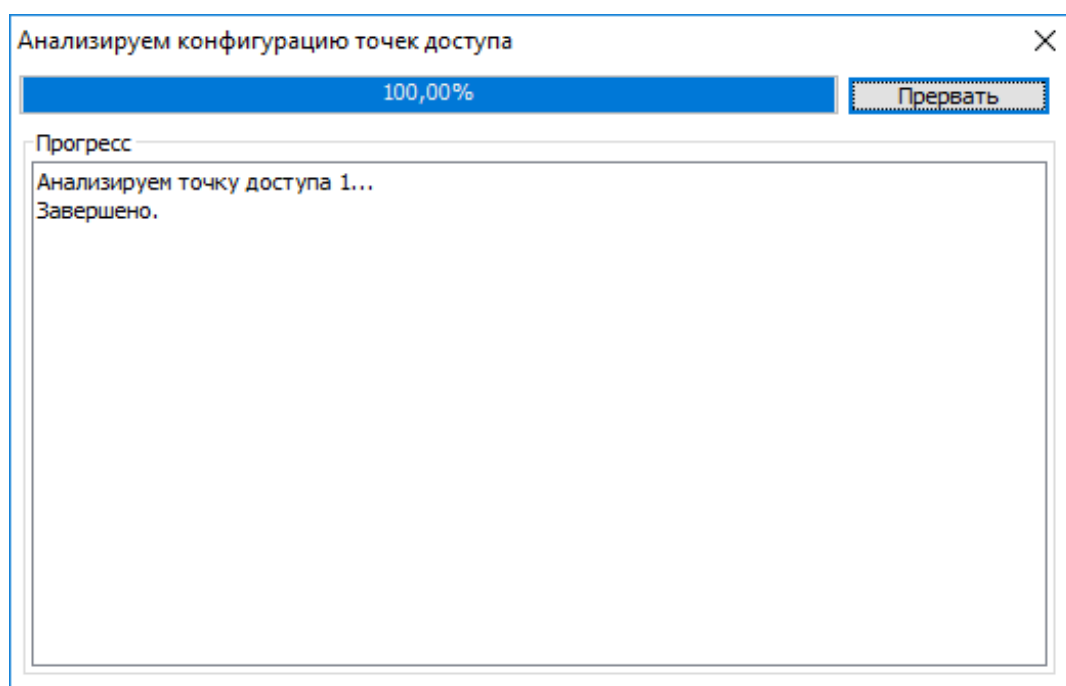 Анализируем конфигурацию точек доступа
100,00%
Прервать
Прогресс
Анализируем точку доступа 1...
Завершено.